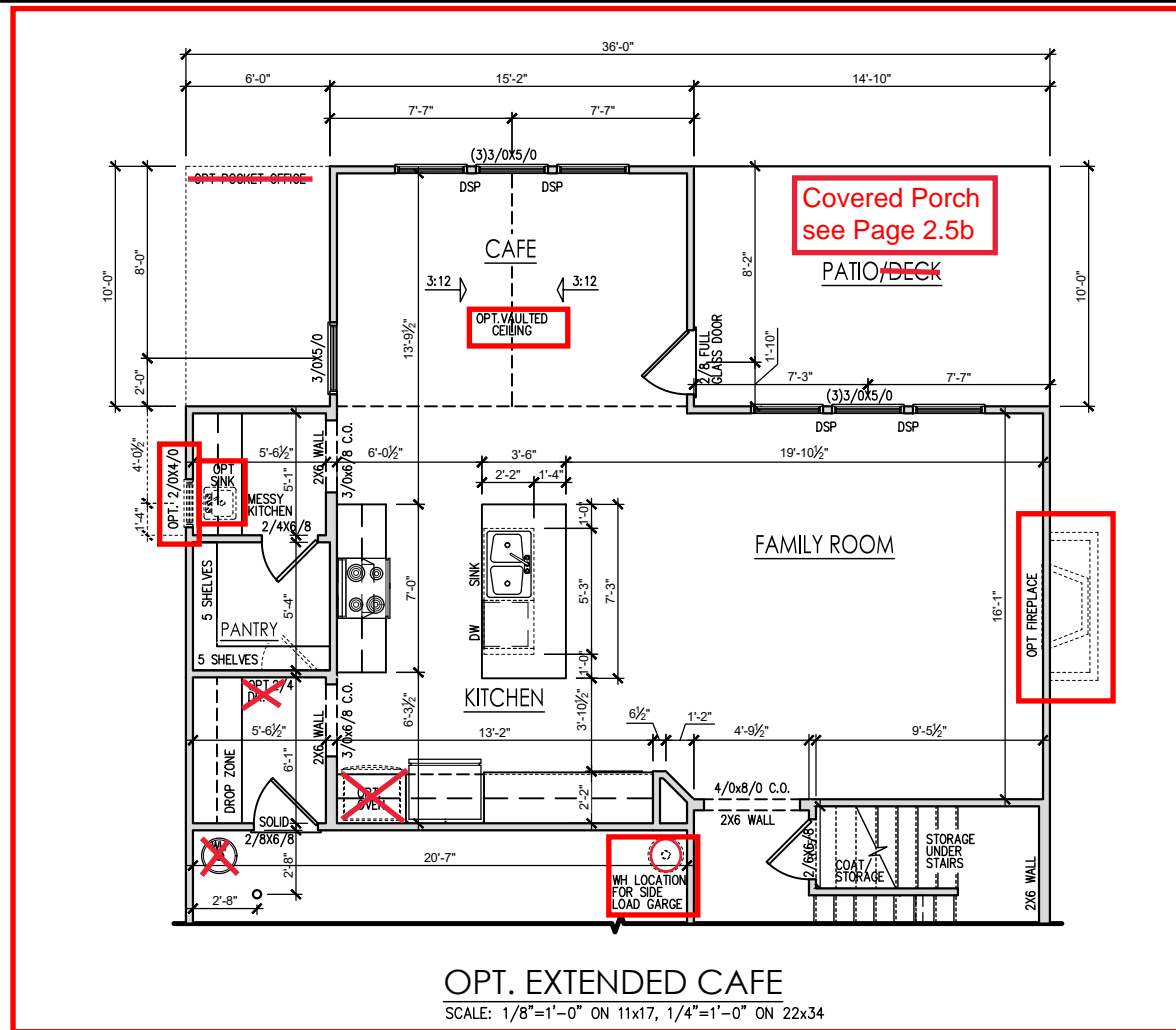 36'-0"
6'-0"
15'-2"
14'-10"
7'-7"
7'-7"
(3)3/0X5/0
DSP
DSP
OPT POCKET OFFICE
Covered Porch
see Page 2.5b
CAFE
PATIO/DECK
8'-0"
10'-0"
3:12
3:12
OPT.VAULTED
CEILING
8'-2"
10'-0"
13'-9½"
3/0X5/0
2/8 FULL
GLASS DOOR
1'-10"
7'-3"
7'-7"
2'-0"
(3)3/0X5/0
DSP
DSP
4'-0½"
1'-4"
OPT. 2/0X4/0
5'-6½"
OPT
SINK
5'-1"
MESSY
KITCHEN
2/4X6/8
2X6 WALL
3/0x6/8 C.O.
6'-0½"
3'-6"
2'-2"
1'-4"
19'-10½"
1'-0"
FAMILY ROOM
SINK
5'-3"
7'-3"
7'-0"
DW
1'-0"
5 SHELVES
5'-4"
PANTRY
5 SHELVES
16'-1"
OPT FIREPLACE
OPT 2/4
DR.
KITCHEN
2X6 WALL
3/0x6/8 C.O.
6'-3½"
3'-10½"
5'-6½"
13'-2"
6½"
1'-2"
4'-9½"
9'-5½"
6'-1"
DROP ZONE
OPT
OVEN
2'-2"
4/0x8/0 C.O.
2X6 WALL
SOLID
2/8X6/8
2/6X6/8
COAT/
STORAGE
STORAGE
UNDER
STAIRS
2X6 WALL
20'-7"
2'-8"
WH LOCATION
FOR SIDE
LOAD GARGE
2'-8"
OPT. EXTENDED CAFE
SCALE: 1/8"=1'-0" ON 11x17, 1/4"=1'-0" ON 22x34